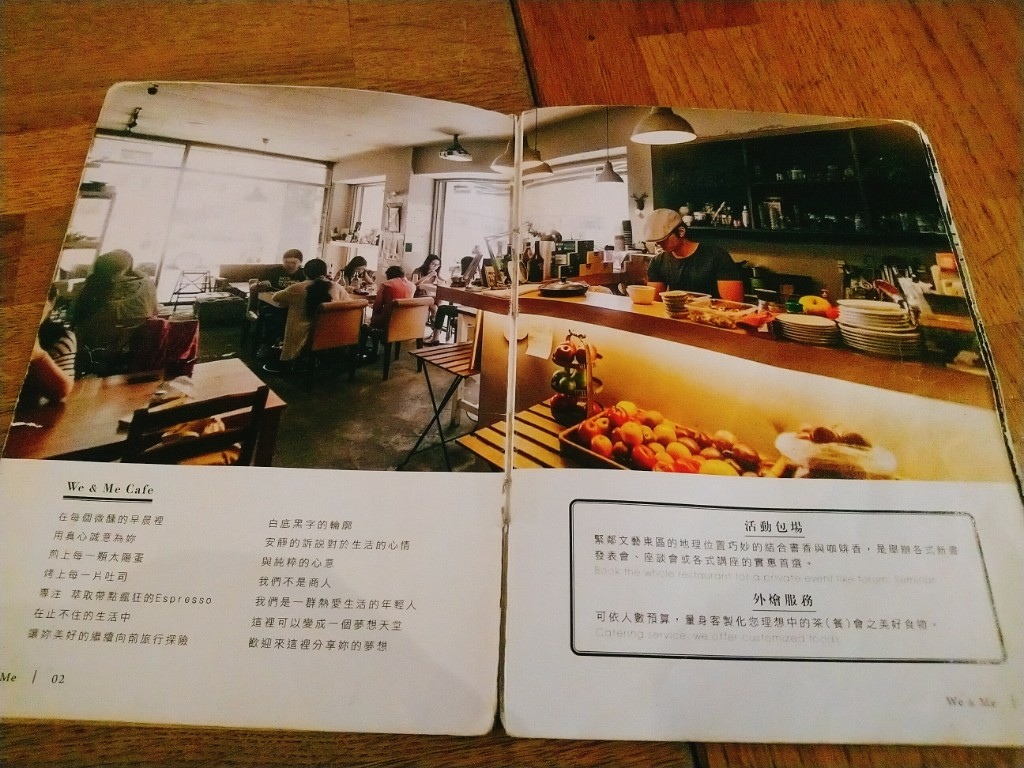 We & Me Cafe
在每個微醺的早晨裡
用真心誠意為妳
煎上每一顆太陽蛋
烤上每一片吐司
專注 萃取帶點瘋狂的Espresso
在止不住的生活中
讓妳美好的繼續向前旅行探險
白底黑字的輪廓
安靜的訴說對於生活的心情
與純粹的心意
我們不是商人
我們是一群熱愛生活的年輕人
這裡可以變成一個夢想天堂
歡迎來這裡分享妳的夢想
Me | 02
活動包場
緊鄰文藝東區的地理位置巧妙的結合書香與咖啡香，是舉辦各式新書
發表會、座談會或各式講座的實惠首選。
Book the whole restaurant for a private event like forum, Seminar
外燴服務
可依人數預算，量身客製化您理想中的茶(餐)會之美好食物。
Catering service, we offer customized foods
We & Me |